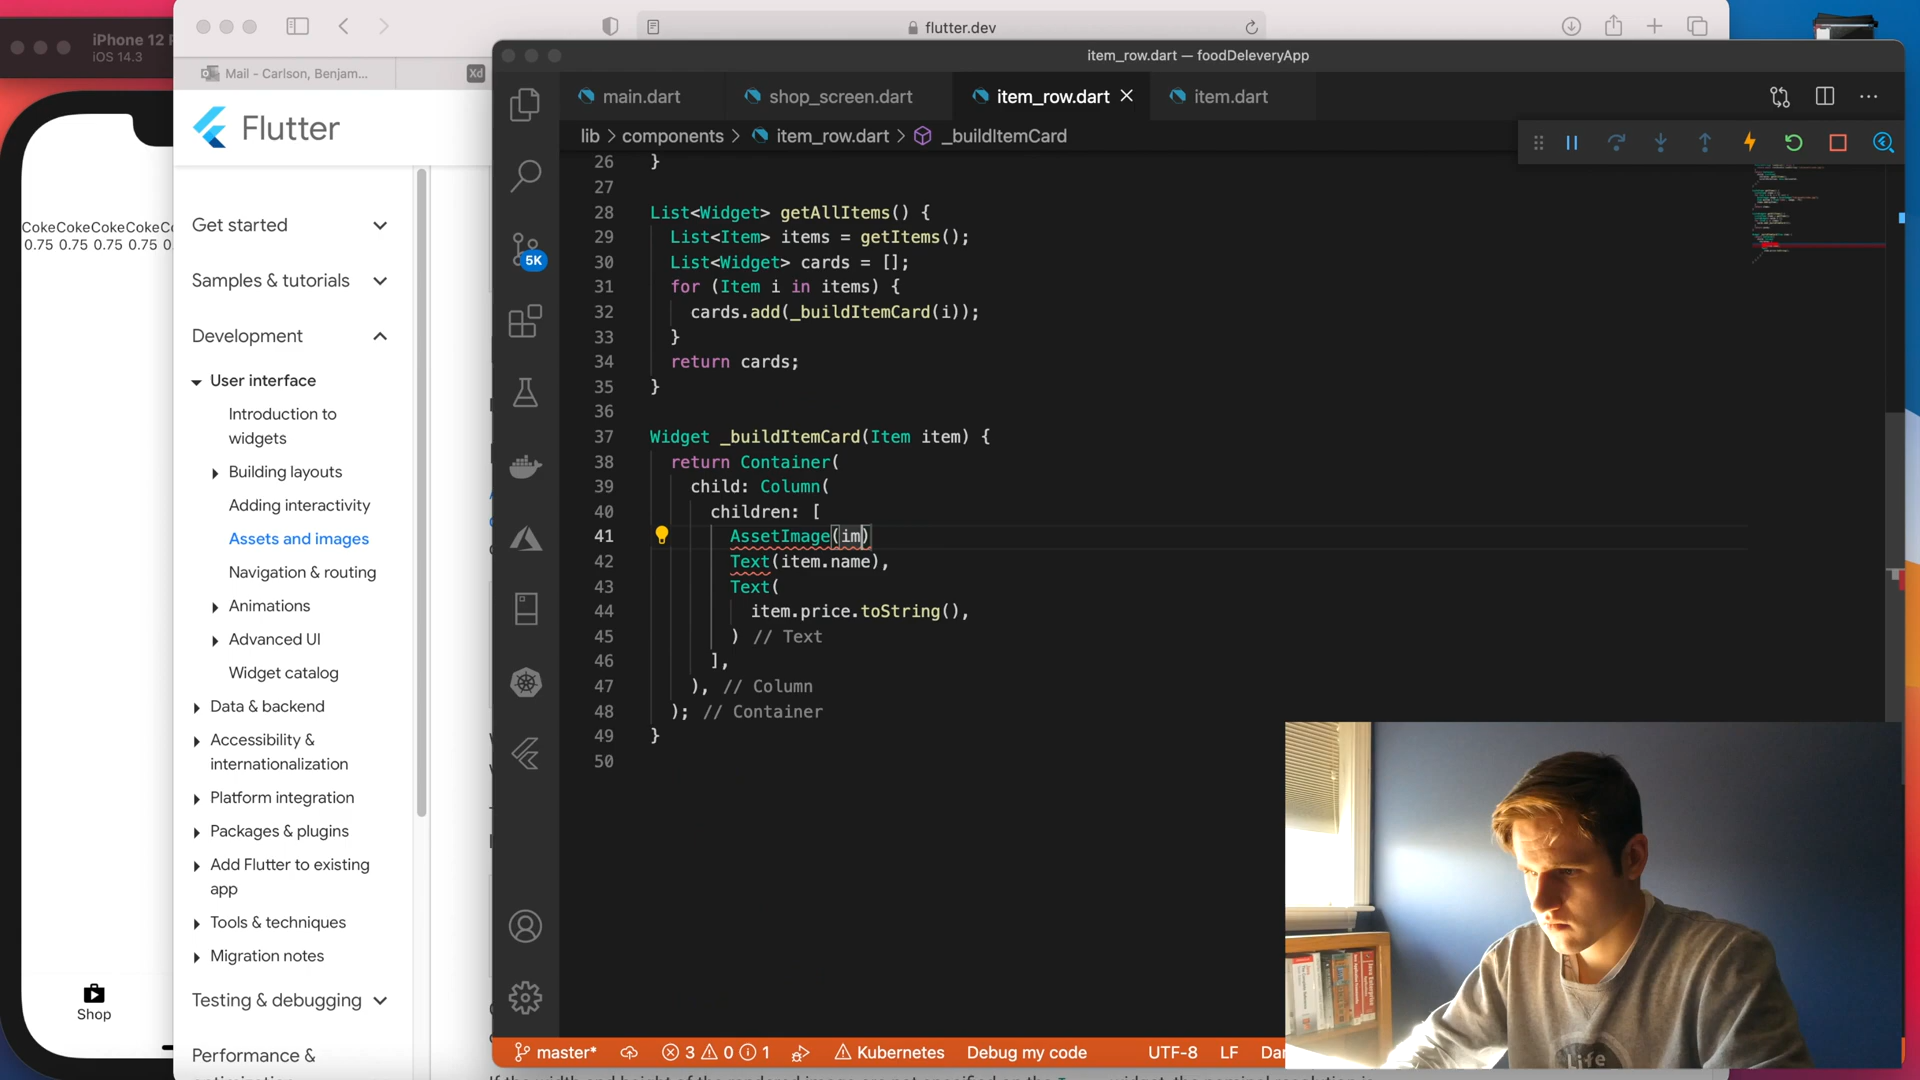 iPhone 12
iOS 14.3
flutter.dev
Mail - Carlson, Benjam...
Xd
item_row.dart — foodDeleveryApp
main.dart
shop_screen.dart
item_row.dart
item.dart
lib > components > item_row.dart > _buildItemCard
Flutter
Get started
Samples & tutorials
Development
User interface
Introduction to
widgets
Building layouts
Adding interactivity
Assets and images
Navigation & routing
Animations
Advanced UI
Widget catalog
Data & backend
Accessibility &
internationalization
Platform integration
Packages & plugins
Add Flutter to existing
app
Tools & techniques
Migration notes
Testing & debugging
Performance &
CokeCokeCokeCokeC
0.75 0.75 0.75 0.75 0
Shop
5K
26 }
27
28 List<Widget> getAllItems() {
29 List<Item> items = getItems();
30 List<Widget> cards = [];
31 for (Item i in items) {
32 cards.add(_buildItemCard(i));
33 }
34 return cards;
35 }
36
37 Widget _buildItemCard(Item item) {
38 return Container(
39 child: Column(
40 children: [
41 AssetImage(im)
42 Text(item.name),
43 Text(
44 item.price.toString(),
45 ) // Text
46 ],
47 ), // Column
48 ); // Container
49 }
50
master*
3 0 1
Kubernetes
Debug my code
UTF-8
LF
life